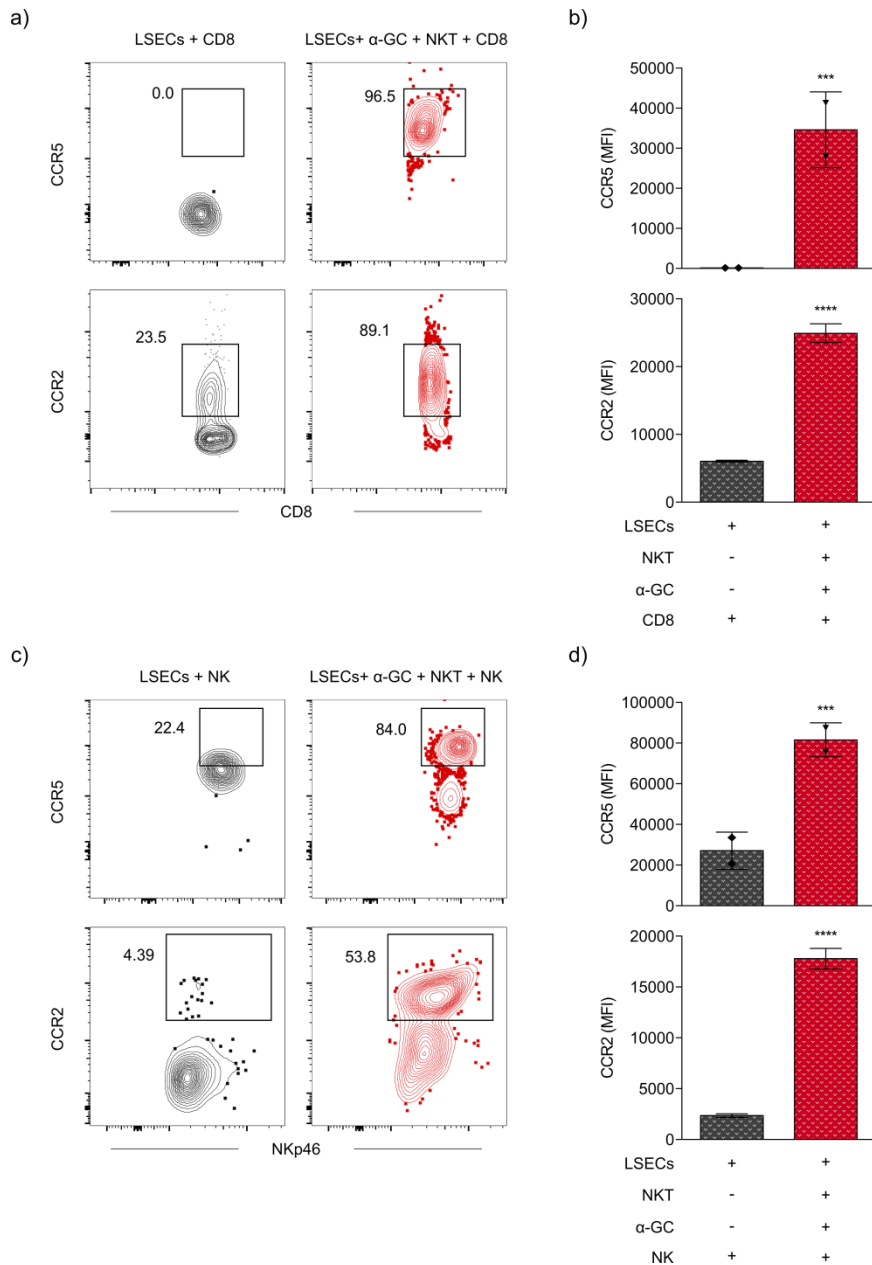 a)
LSECs + CD8
LSECs+ α-GC + NKT + CD8
0.0
96.5
CCR5
23.5
89.1
CCR2
CD8
b)
50000
40000
30000
20000
10000
0
CCR5 (MFI)
***
30000
20000
10000
0
CCR2 (MFI)
****
LSECs + +
NKT - +
α-GC - +
CD8 + +
c)
LSECs + NK
LSECs+ α-GC + NKT + NK
22.4
84.0
CCR5
4.39
53.8
CCR2
NKp46
d)
100000
80000
60000
40000
20000
0
CCR5 (MFI)
***
20000
15000
10000
5000
0
CCR2 (MFI)
****
LSECs + +
NKT - +
α-GC - +
NK + +